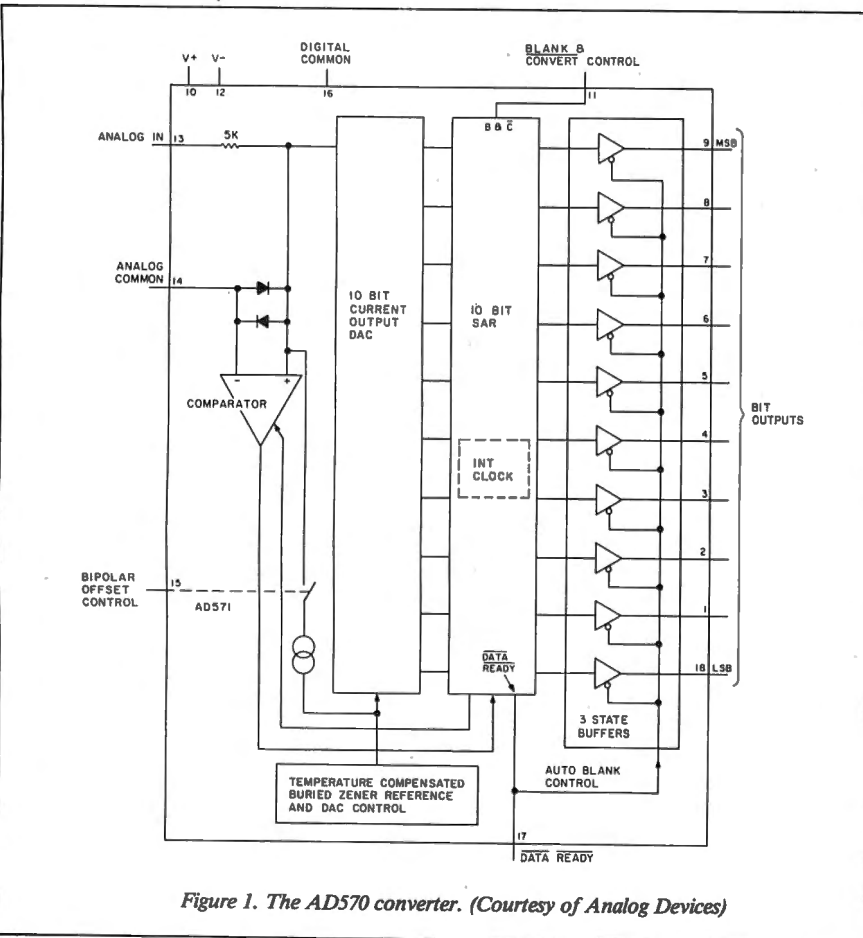 V+ V-
10 12
DIGITAL
COMMON
16
BLANK &
CONVERT CONTROL
11
ANALOG IN 13
5K
B & C
9 MSB
8
7
6
5
4
3
2
1
18 LSB
ANALOG
COMMON 14
10 BIT
CURRENT
OUTPUT
DAC
10 BIT
SAR
- +
COMPARATOR
INT
CLOCK
BIT
OUTPUTS
BIPOLAR
OFFSET
CONTROL
15
AD571
DATA
READY
3 STATE
BUFFERS
TEMPERATURE COMPENSATED
BURIED ZENER REFERENCE
AND DAC CONTROL
AUTO BLANK
CONTROL
17
DATA READY
Figure 1. The AD570 converter. (Courtesy of Analog Devices)